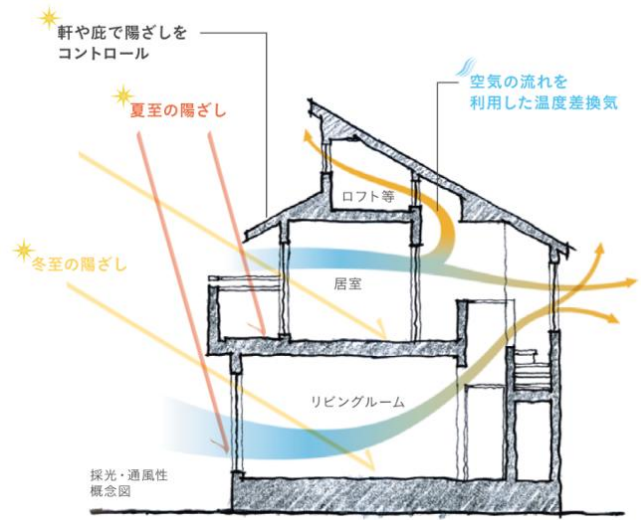 軒や庇で陽ざしを
コントロール
空気の流れを
利用した温度差換気
夏至の陽ざし
ロフト等
冬至の陽ざし
居室
リビングルーム
採光・通風性
概念図